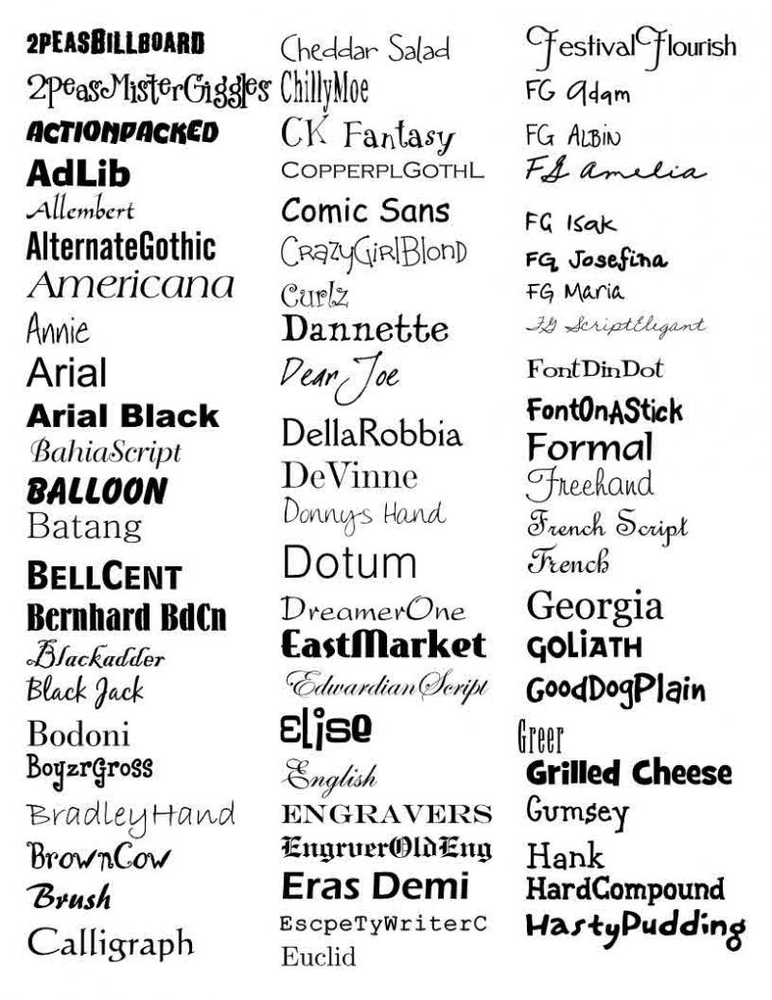 2PEASBILLBOARD
2PeasMisterGiggles
ACTIONPACKED
AdLib
Allembert
AlternateGothic
Americana
Annie
Arial
Arial Black
BahiaScript
BALLOON
Batang
BELLCENT
Bernhard BdCn
Blackadder
Black Jack
Bodoni
BoyzrGross
BradleyHand
BrownCow
Brush
Calligraph
Cheddar Salad
ChillyMoe
CK Fantasy
COPPERPLGOTHL
Comic Sans
CrazyGirlBlond
Curlz
Dannette
Dear Joe
DellaRobbia
DeVinne
Donnys Hand
Dotum
DreamerOne
EastMarket
EdwardianScript
Elise
English
ENGRAVERS
EngrverOldEng
Eras Demi
EscpeTyWriterC
Euclid
FestivalFlourish
FG Adam
FG ALBIN
FG Amelia
FG Isak
FG Josefina
FG Maria
FG ScriptElegant
FontDinDot
FontOnAStick
Formal
Freehand
French Script
French
Georgia
GOLIATH
GoodDogPlain
Greer
Grilled Cheese
Gumsey
Hank
HardCompound
HastyPudding